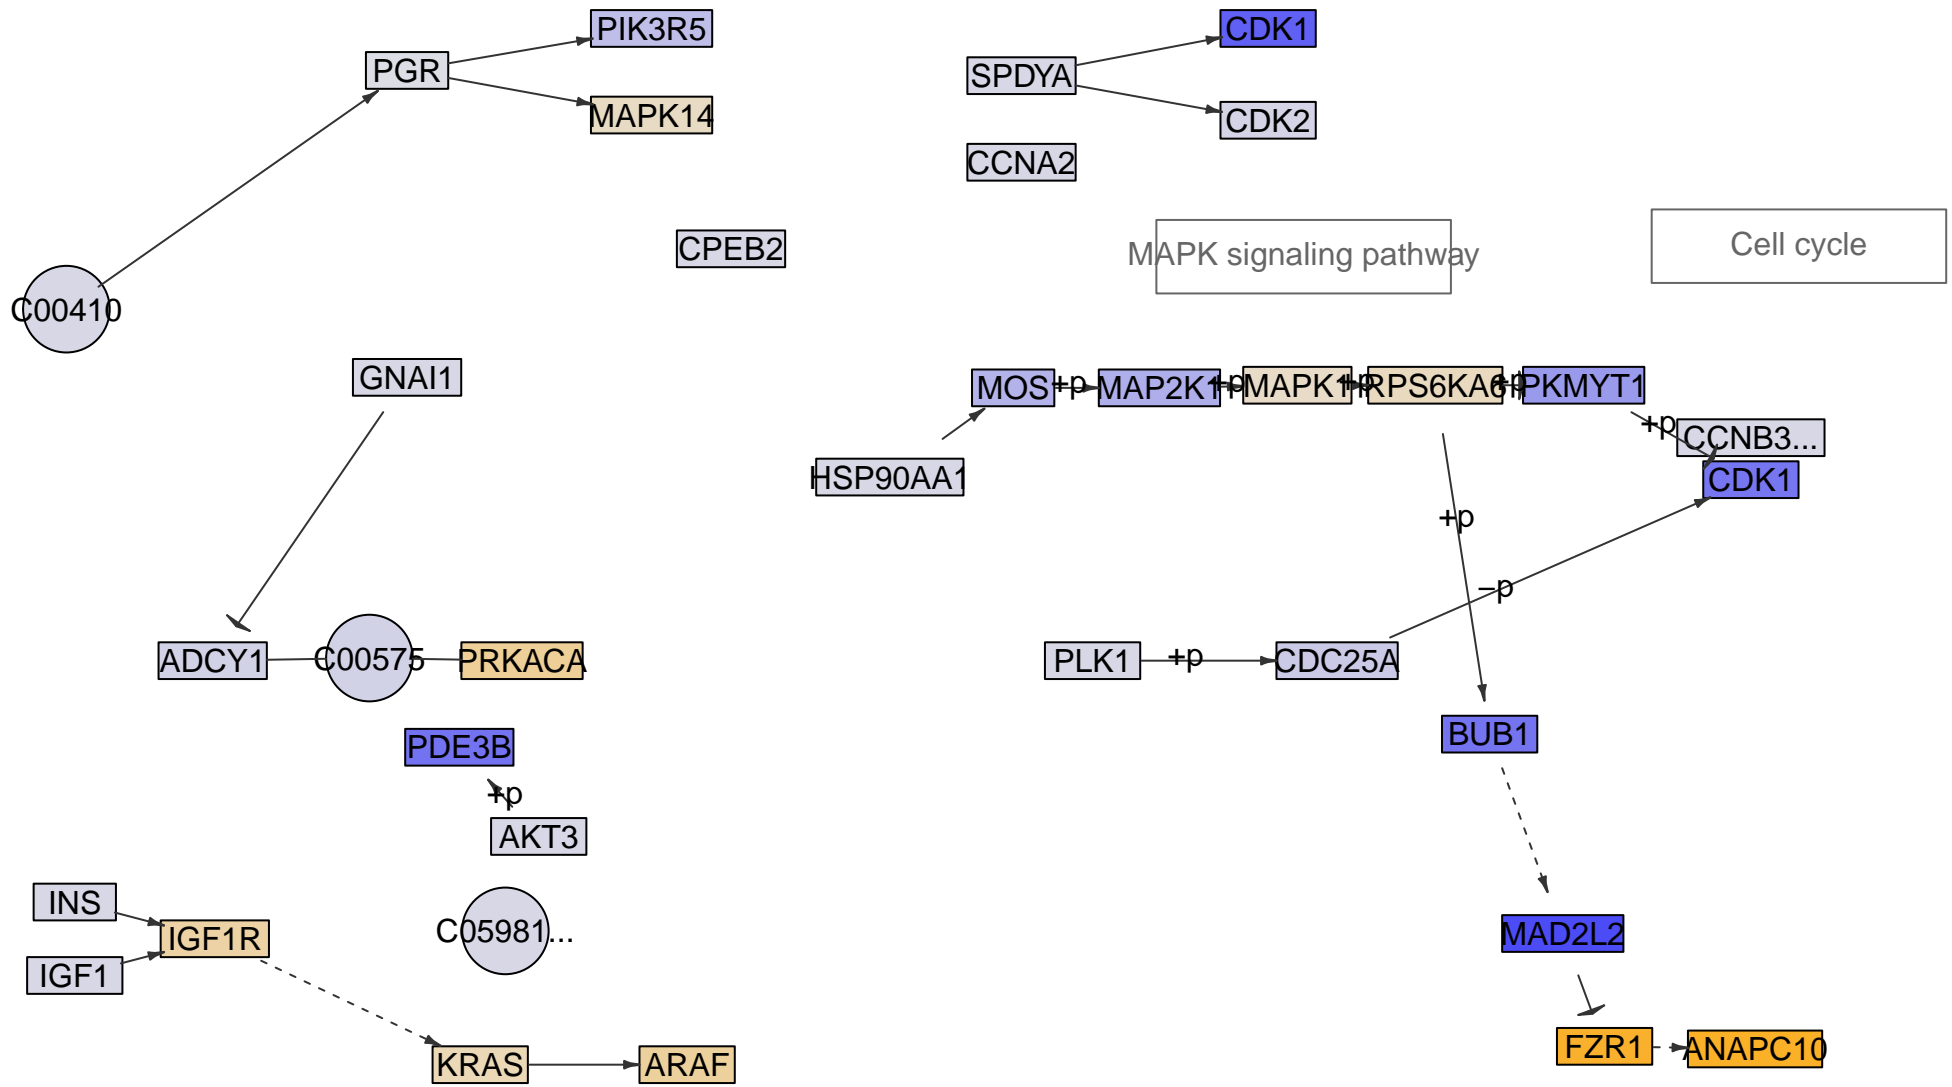 PIK3R5
CDK1
PGR
SPDYA
MAPK14
CDK2
CCNA2
CPEB2
MAPK signaling pathway
Cell cycle
C00410
GNAI1
MOS
+p
MAP2K1
+p
MAPK1
+p
RPS6KA6
+p
PKMYT1
+p
CCNB3...
HSP90AA1
CDK1
+p
−p
ADCY1
C00575
PRKACA
PLK1
+p
CDC25A
PDE3B
BUB1
+p
AKT3
INS
IGF1R
C05981...
MAD2L2
IGF1
KRAS
ARAF
FZR1
ANAPC10